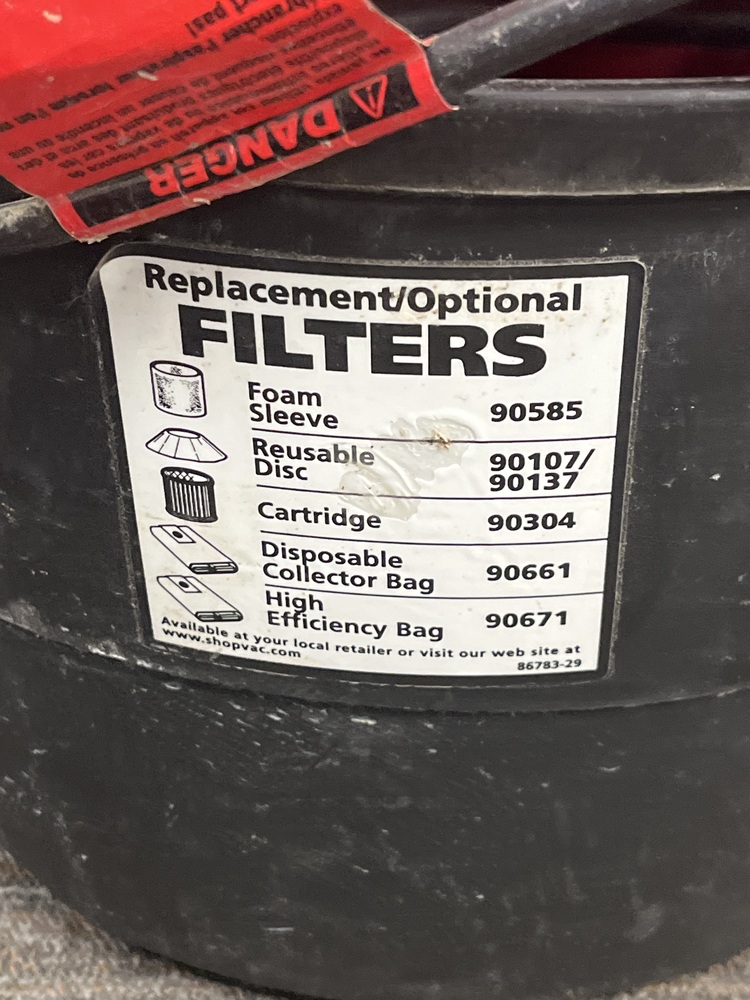 DANGER
Replacement/Optional
FILTERS
Foam
Sleeve 90585
Reusable
Disc 90107/
90137
Cartridge 90304
Disposable
Collector Bag 90661
High
Efficiency Bag 90671
Available at your local retailer or visit our web site at
www.shopvac.com
86783-29